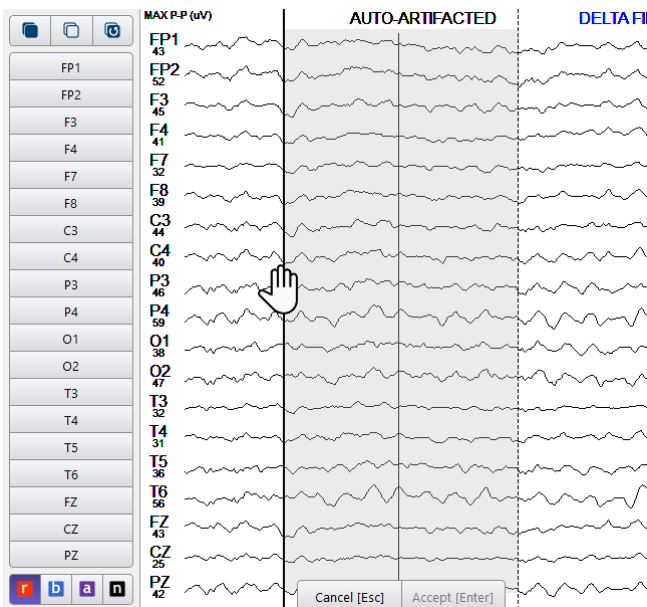 MAX P-P (uV) AUTO-ARTIFACTED DELTA FI
FP1
FP2
F3
F4
F7
F8
C3
C4
P3
P4
O1
O2
T3
T4
T5
T6
FZ
CZ
PZ
r b a n
FP1
43
FP2
52
F3
45
F4
41
F7
32
F8
39
C3
44
C4
40
P3
46
P4
59
O1
38
O2
47
T3
32
T4
31
T5
36
T6
56
FZ
43
CZ
25
PZ
42
Cancel [Esc] Accept [Enter]